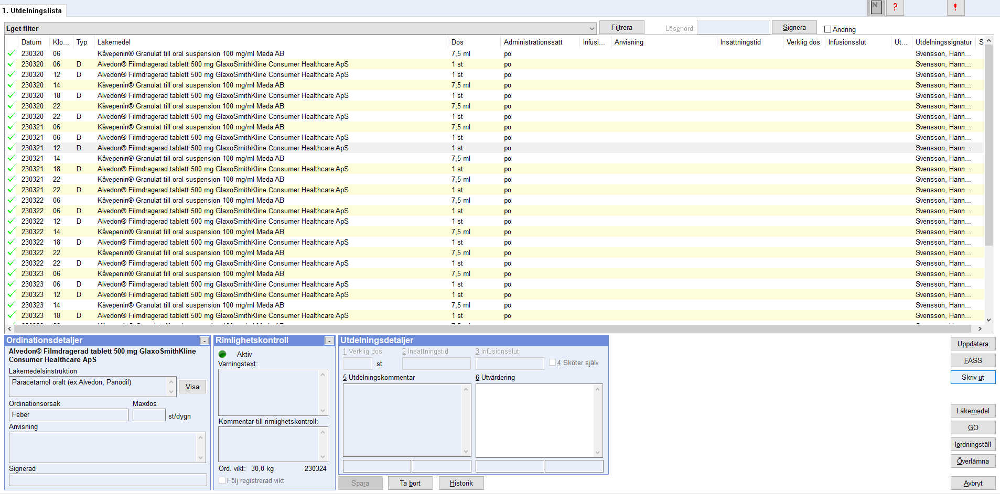 1. Utdelningslista
N ? !
Eget filter Filtrera Lösenord: Signera Ändring
Datum Klo... Typ Läkemedel Dos Administrationssätt Infusi... Anvisning Insättningstid Verklig dos Infusionsslut Ut... Utdelningssignatur S
230320 06 Kåvepenin® Granulat till oral suspension 100 mg/ml Meda AB 7,5 ml po Svensson, Hann...
230320 06 D Alvedon® Filmdragerad tablett 500 mg GlaxoSmithKline Consumer Healthcare ApS 1 st po Svensson, Hann...
230320 12 D Alvedon® Filmdragerad tablett 500 mg GlaxoSmithKline Consumer Healthcare ApS 1 st po Svensson, Hann...
230320 14 Kåvepenin® Granulat till oral suspension 100 mg/ml Meda AB 7,5 ml po Svensson, Hann...
230320 18 D Alvedon® Filmdragerad tablett 500 mg GlaxoSmithKline Consumer Healthcare ApS 1 st po Svensson, Hann...
230320 22 Kåvepenin® Granulat till oral suspension 100 mg/ml Meda AB 7,5 ml po Svensson, Hann...
230320 22 D Alvedon® Filmdragerad tablett 500 mg GlaxoSmithKline Consumer Healthcare ApS 1 st po Svensson, Hann...
230321 06 Kåvepenin® Granulat till oral suspension 100 mg/ml Meda AB 7,5 ml po Svensson, Hann...
230321 06 D Alvedon® Filmdragerad tablett 500 mg GlaxoSmithKline Consumer Healthcare ApS 1 st po Svensson, Hann...
230321 12 D Alvedon® Filmdragerad tablett 500 mg GlaxoSmithKline Consumer Healthcare ApS 1 st po Svensson, Hann...
230321 14 Kåvepenin® Granulat till oral suspension 100 mg/ml Meda AB 7,5 ml po Svensson, Hann...
230321 18 D Alvedon® Filmdragerad tablett 500 mg GlaxoSmithKline Consumer Healthcare ApS 1 st po Svensson, Hann...
230321 22 Kåvepenin® Granulat till oral suspension 100 mg/ml Meda AB 7,5 ml po Svensson, Hann...
230321 22 D Alvedon® Filmdragerad tablett 500 mg GlaxoSmithKline Consumer Healthcare ApS 1 st po Svensson, Hann...
230322 06 Kåvepenin® Granulat till oral suspension 100 mg/ml Meda AB 7,5 ml po Svensson, Hann...
230322 06 D Alvedon® Filmdragerad tablett 500 mg GlaxoSmithKline Consumer Healthcare ApS 1 st po Svensson, Hann...
230322 12 D Alvedon® Filmdragerad tablett 500 mg GlaxoSmithKline Consumer Healthcare ApS 1 st po Svensson, Hann...
230322 14 Kåvepenin® Granulat till oral suspension 100 mg/ml Meda AB 7,5 ml po Svensson, Hann...
230322 18 D Alvedon® Filmdragerad tablett 500 mg GlaxoSmithKline Consumer Healthcare ApS 1 st po Svensson, Hann...
230322 22 Kåvepenin® Granulat till oral suspension 100 mg/ml Meda AB 7,5 ml po Svensson, Hann...
230322 22 D Alvedon® Filmdragerad tablett 500 mg GlaxoSmithKline Consumer Healthcare ApS 1 st po Svensson, Hann...
230323 06 Kåvepenin® Granulat till oral suspension 100 mg/ml Meda AB 7,5 ml po Svensson, Hann...
230323 06 D Alvedon® Filmdragerad tablett 500 mg GlaxoSmithKline Consumer Healthcare ApS 1 st po Svensson, Hann...
230323 12 D Alvedon® Filmdragerad tablett 500 mg GlaxoSmithKline Consumer Healthcare ApS 1 st po Svensson, Hann...
230323 14 Kåvepenin® Granulat till oral suspension 100 mg/ml Meda AB 7,5 ml po Svensson, Hann...
230323 18 D Alvedon® Filmdragerad tablett 500 mg GlaxoSmithKline Consumer Healthcare ApS 1 st po Svensson, Hann...
Ordinationsdetaljer
Alvedon® Filmdragerad tablett 500 mg GlaxoSmithKline
Consumer Healthcare ApS
Läkemedelsinstruktion
Paracetamol oralt (ex Alvedon, Panodil) Visa
Ordinationsorsak Maxdos
Feber st/dygn
Anvisning
Signerad
Rimlighetskontroll
Aktiv
Varningstext:
Kommentar till rimlighetskontroll:
Ord. vikt: 30,0 kg 230324
Följ registrerad vikt
Utdelningsdetaljer
1 Verklig dos 2 Insättningstid 3 Infusionsslut
st 4 Sköter själv
5 Utdelningskommentar 6 Utvärdering
Spara Ta bort Historik
Uppdatera
FASS
Skriv ut
Läkemedel
GO
Iordningställ
Överlämna
Avbryt